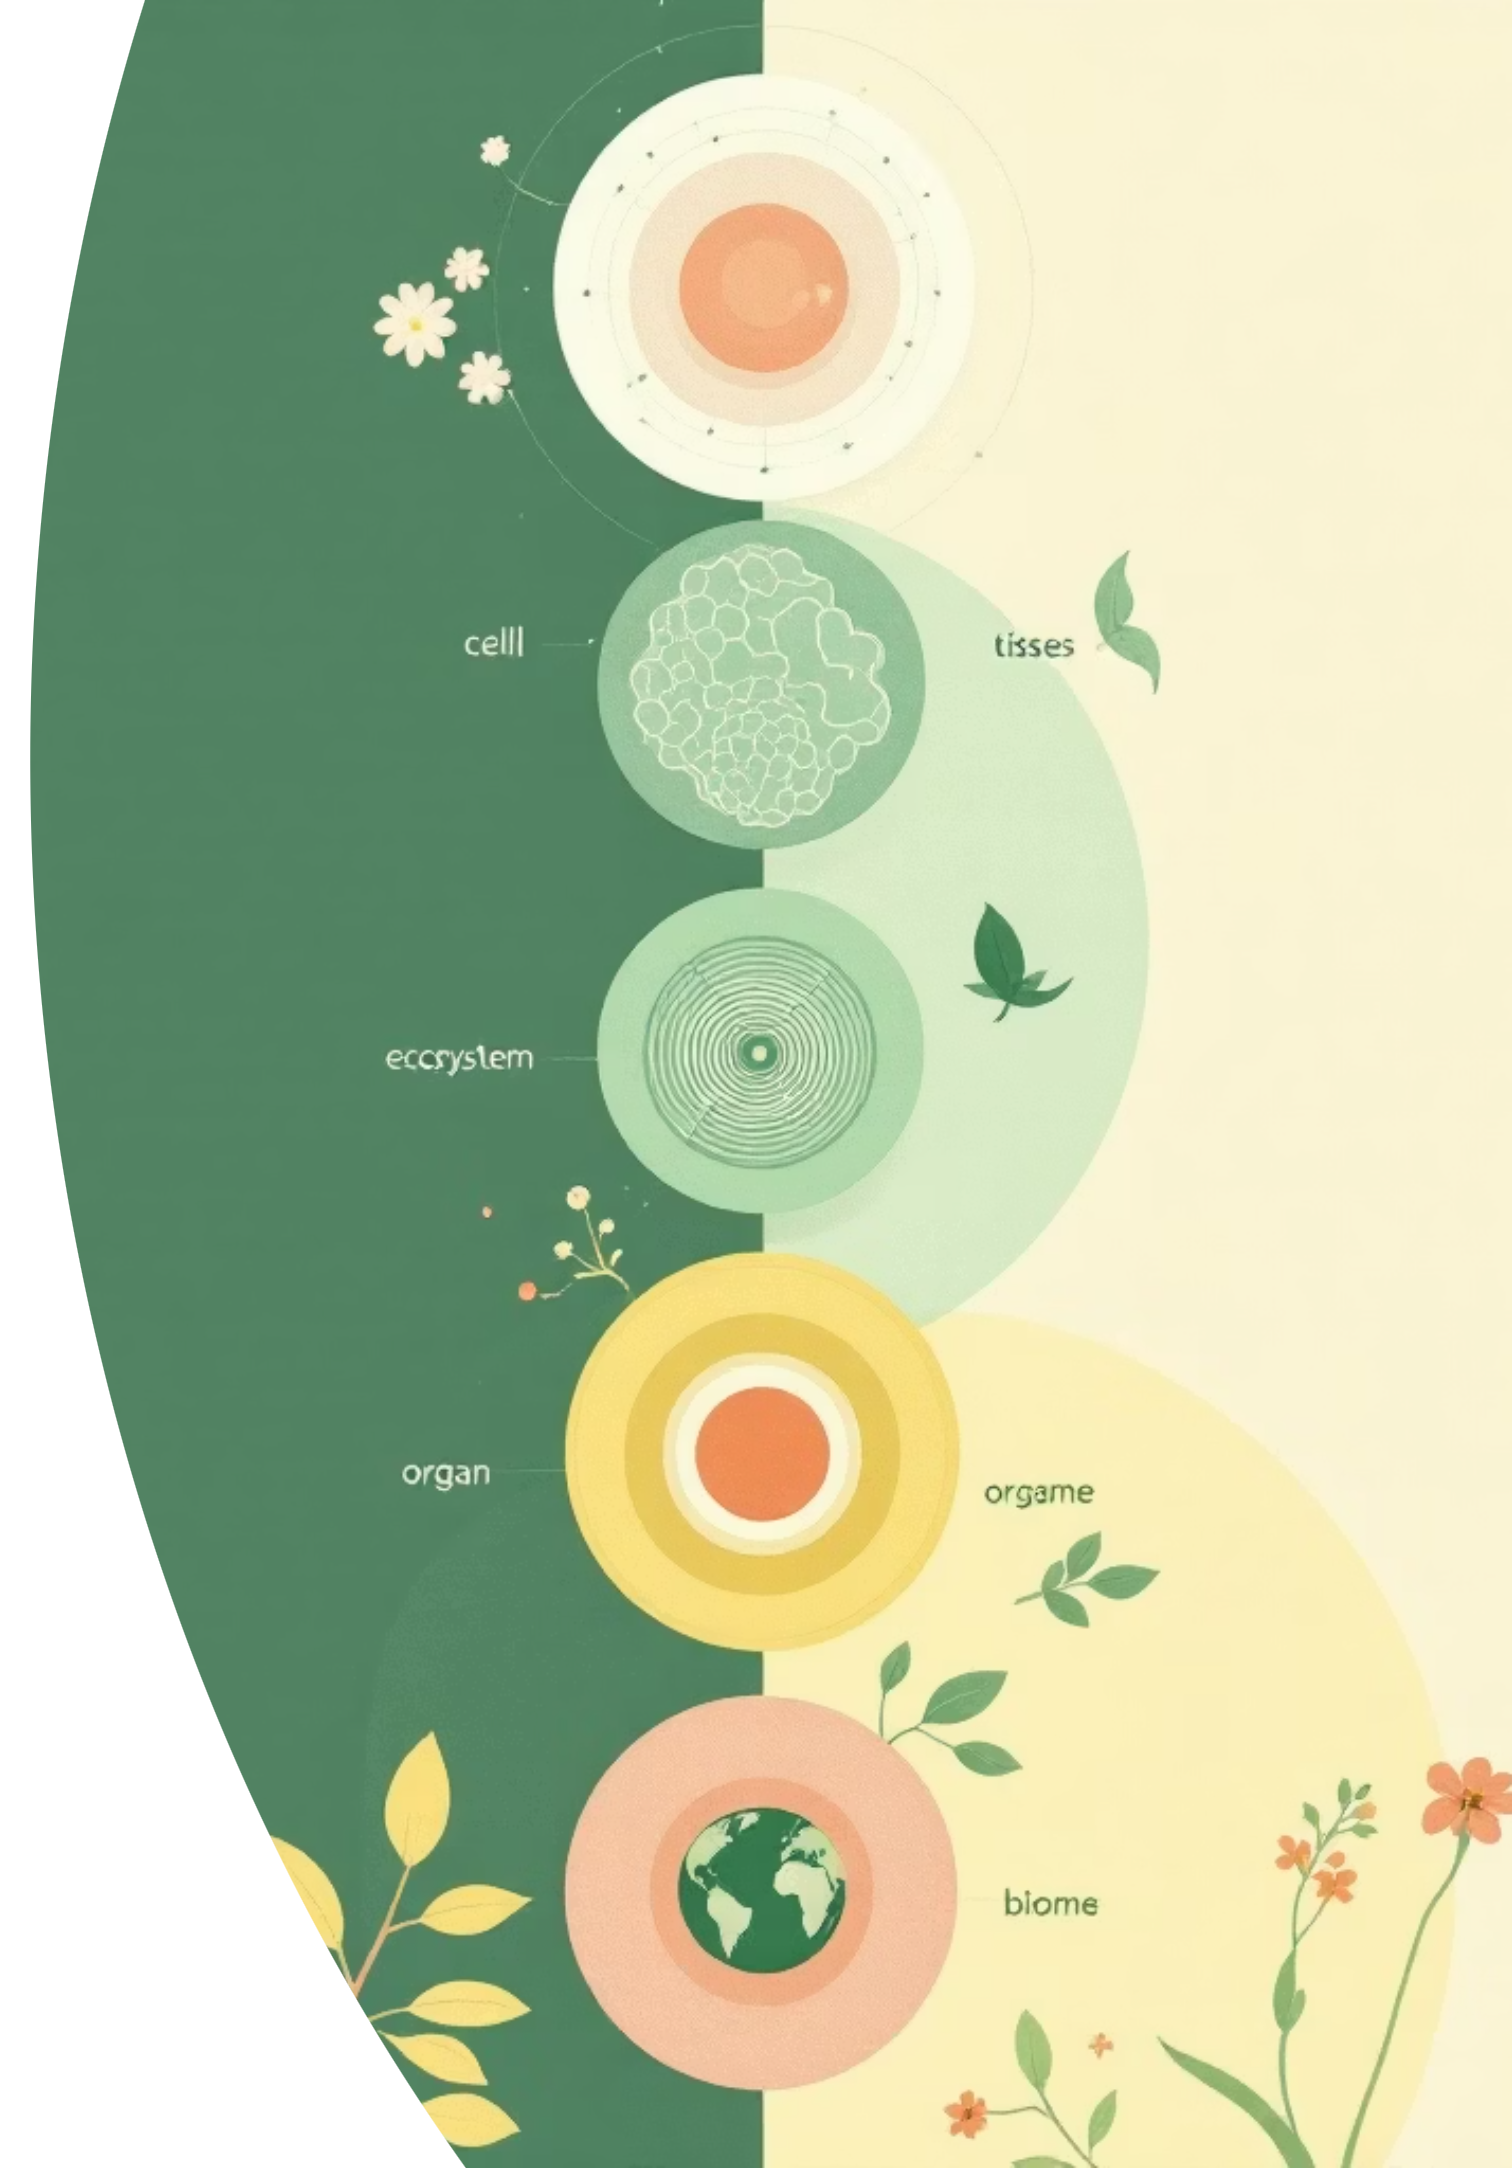 celll
tisses
eccsystem
organ
orgame
biome